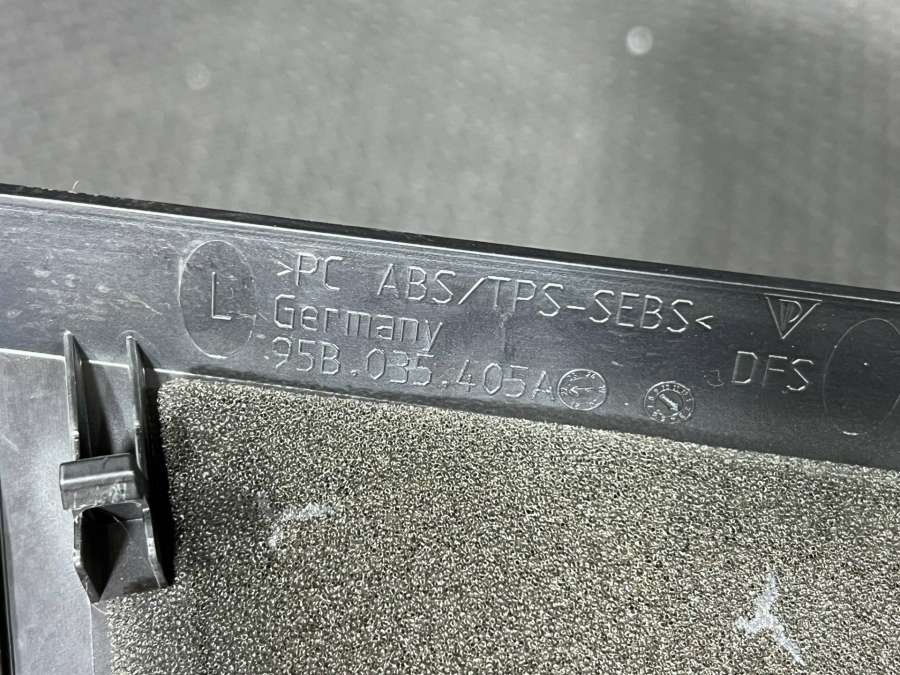 L
>PC ABS/TPS-SEBS<
Germany
95B.035.405A
DFS